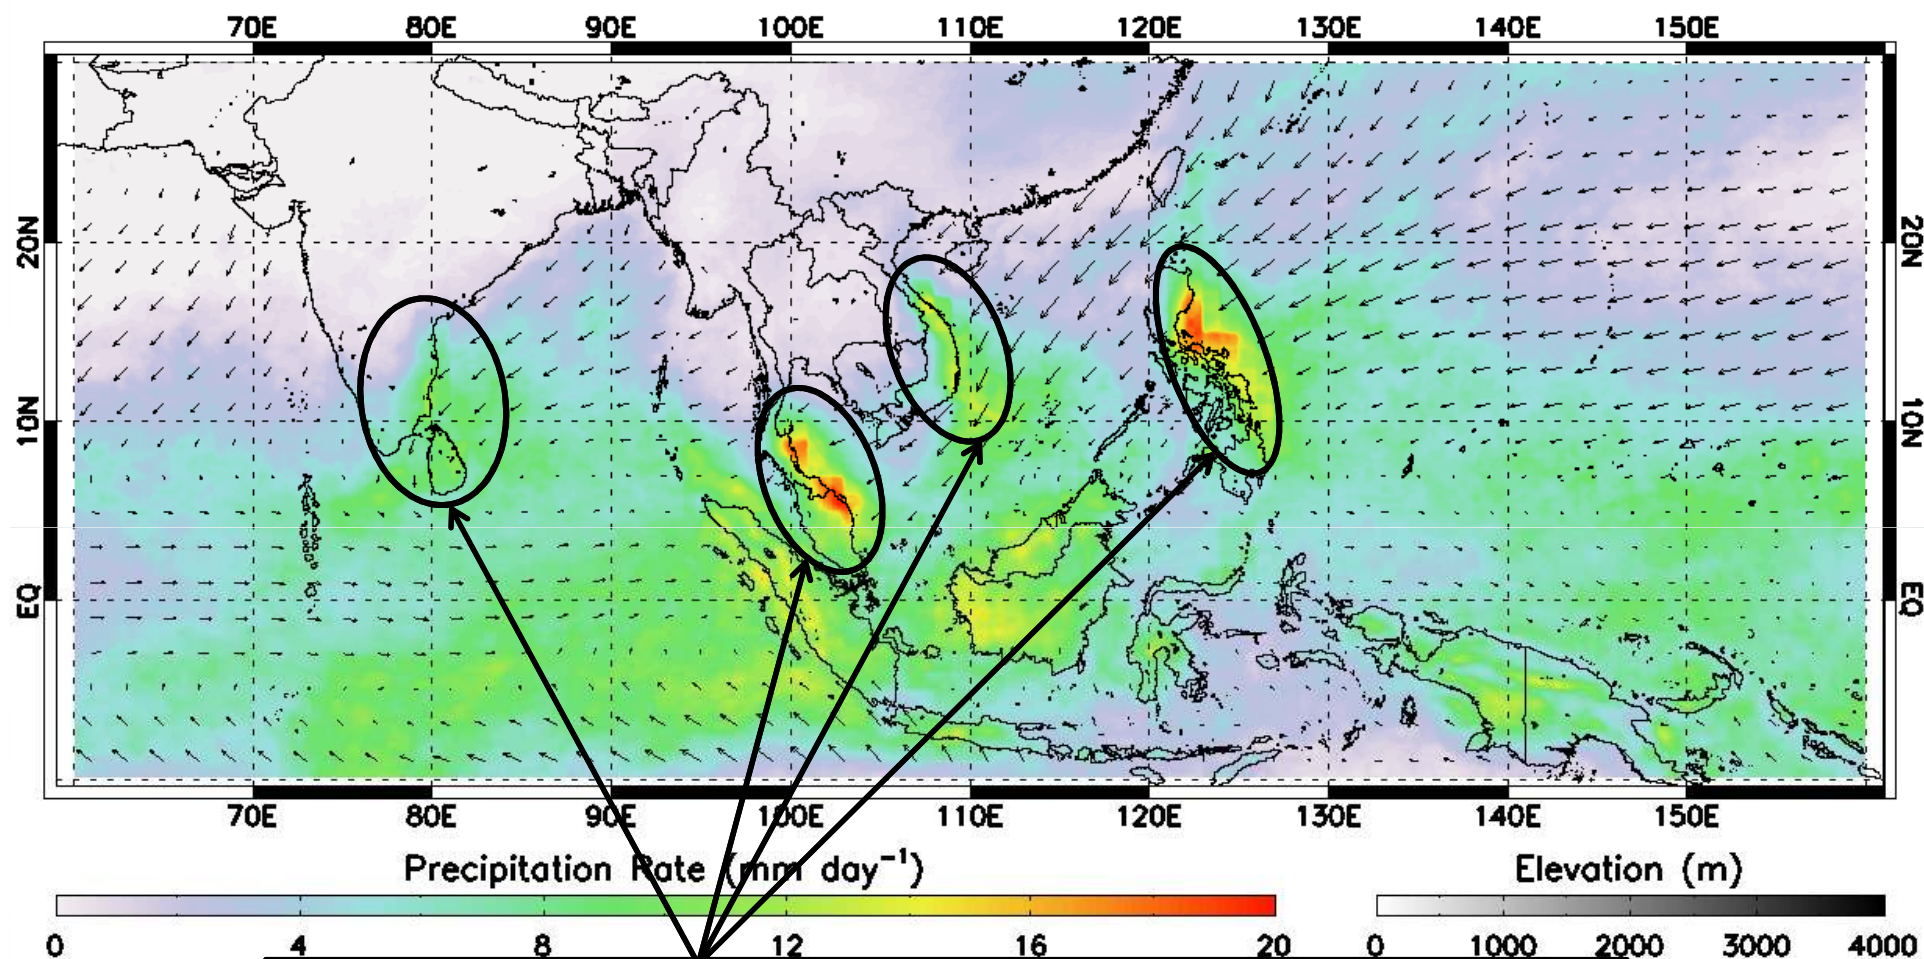 70E 80E 90E 100E 110E 120E 130E 140E 150E
20N 20N
10N 10N
EQ EQ
70E 80E 90E 100E 110E 120E 130E 140E 150E
Precipitation Rate (mm day⁻¹) Elevation (m)
0 4 8 12 16 20 0 1000 2000 3000 4000